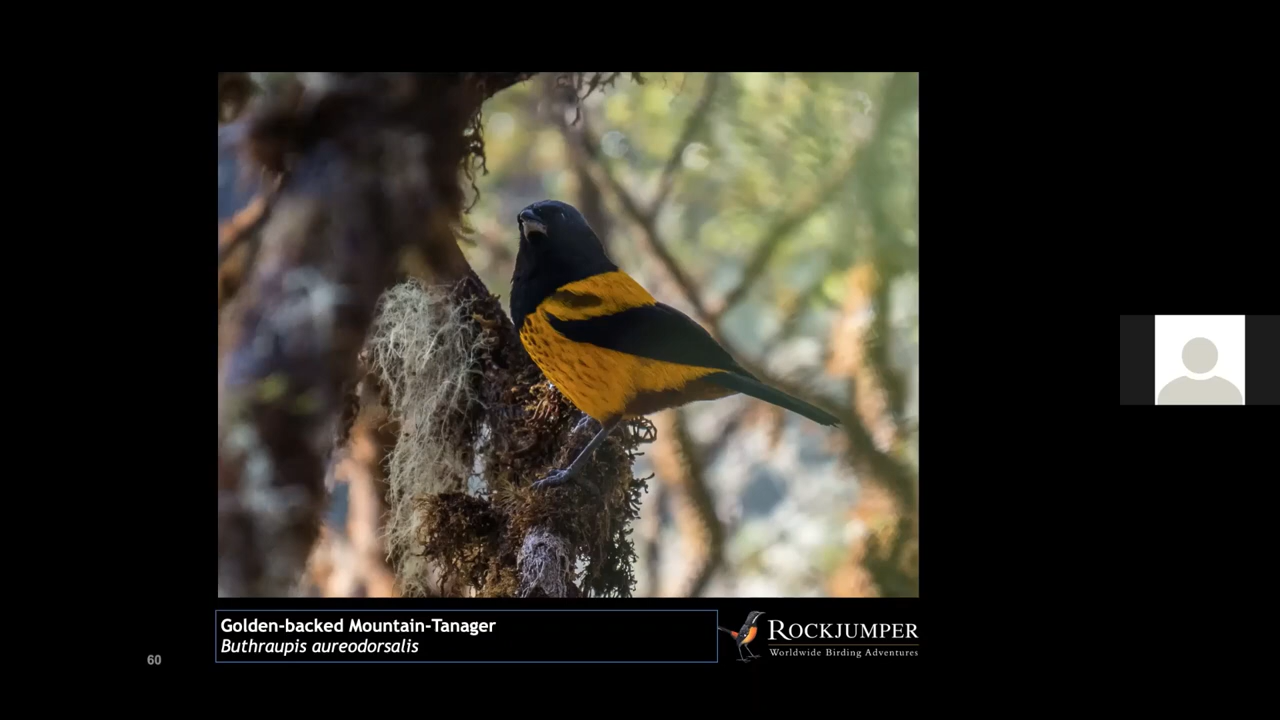 Golden-backed Mountain-Tanager
Buthraupis aureodorsalis
ROCKJUMPER
Worldwide Birding Adventures
60